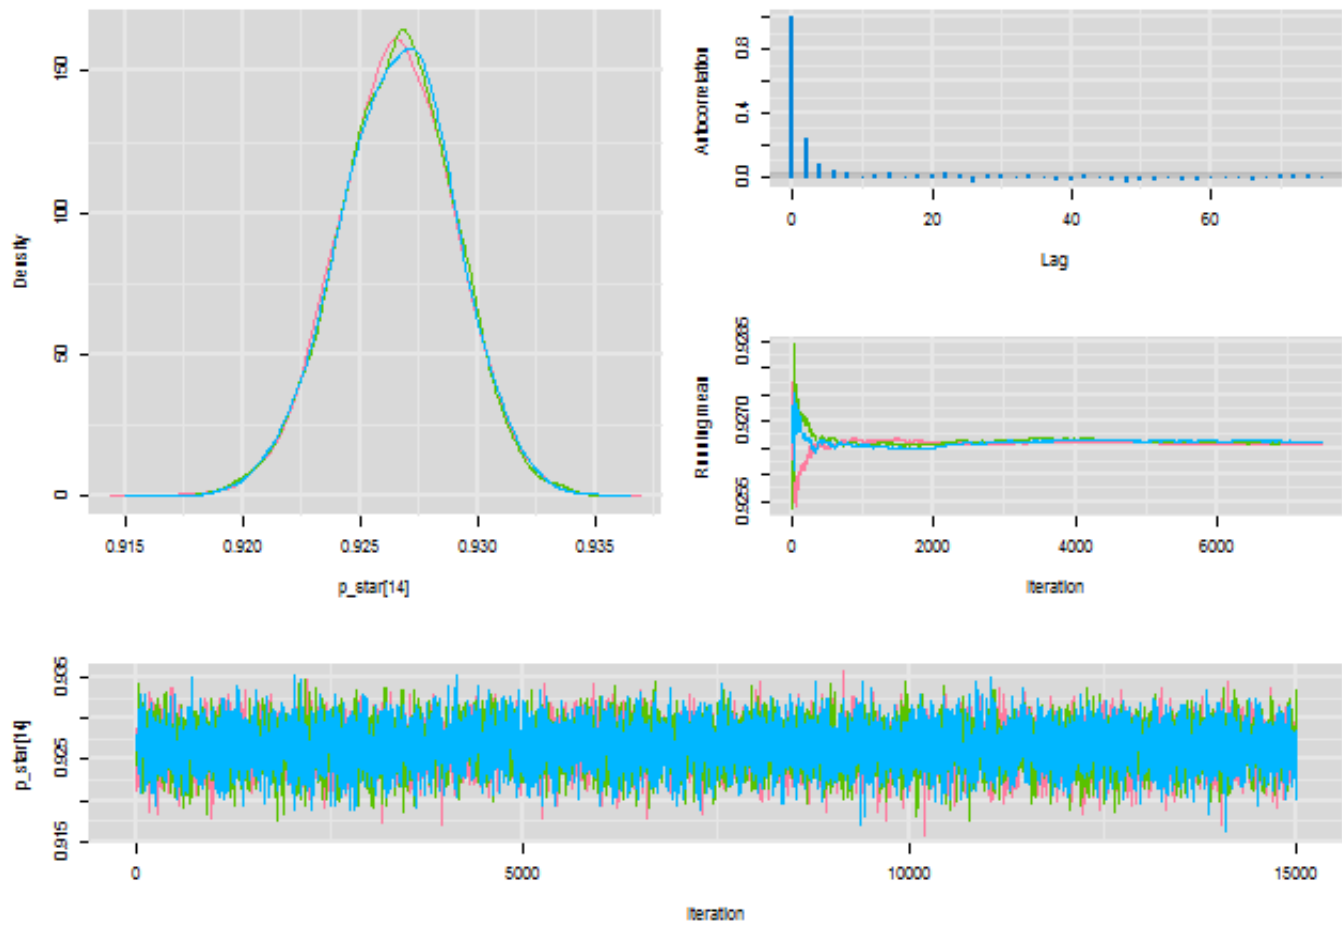 Density
0 50 100 150
0.915 0.920 0.925 0.930 0.935
p_star[14]
Autocorrelation
0.0 0.4 0.8
0 20 40 60
Lag
Running mean
0.9255 0.9270 0.9285
0 2000 4000 6000
Iteration
p_star[14]
0.915 0.925 0.935
0 5000 10000 15000
Iteration